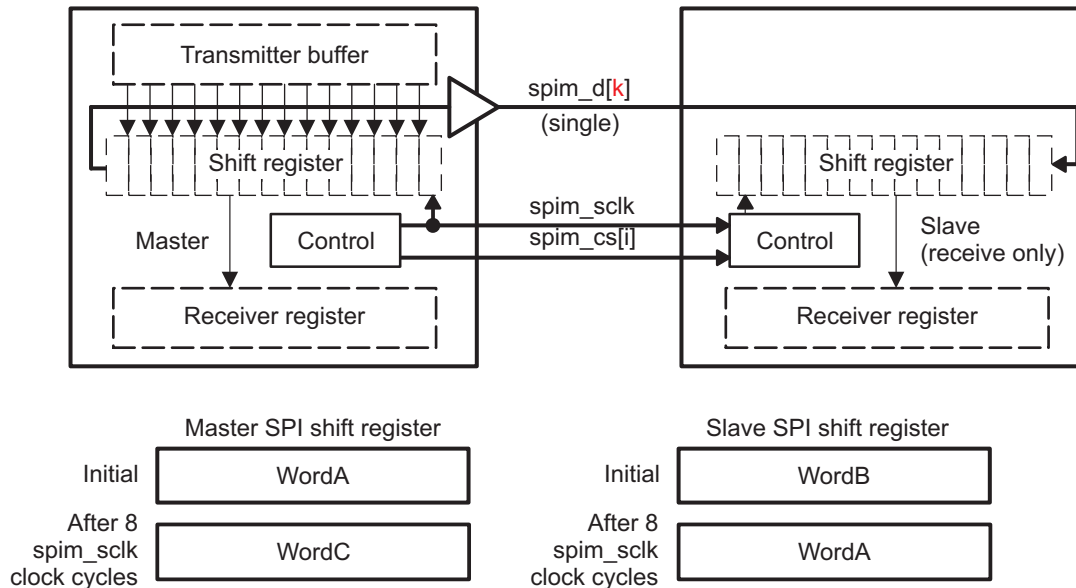 Transmitter buffer
spim_d[k]
(single)
Shift register
Shift register
spim_sclk
Master
Control
spim_cs[i]
Control
Slave
(receive only)
Receiver register
Receiver register
Master SPI shift register
Slave SPI shift register
Initial
WordA
WordB
After 8
spim_sclk
clock cycles
WordC
After 8
spim_sclk
clock cycles
WordA